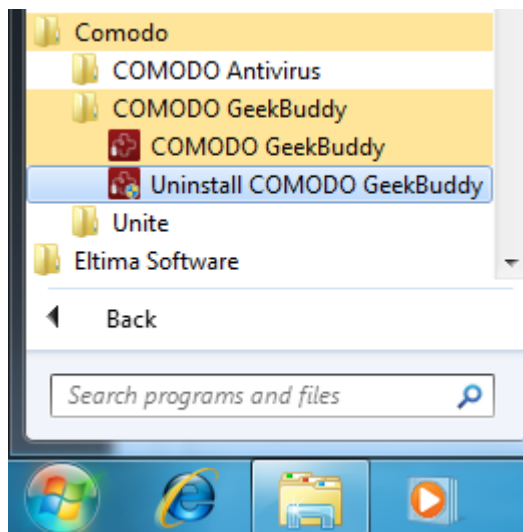 Comodo
COMODO Antivirus
COMODO GeekBuddy
COMODO GeekBuddy
Uninstall COMODO GeekBuddy
Unite
Eltima Software
Back
Search programs and files